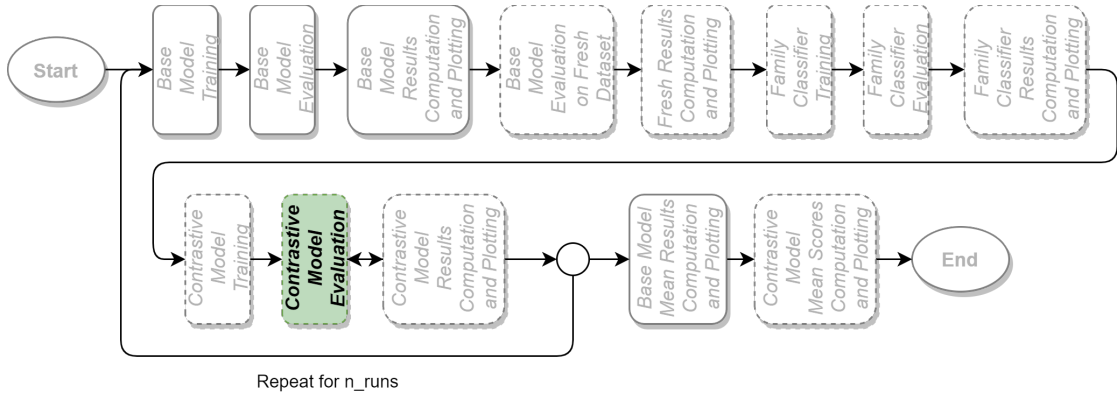 Start
Base
Model
Training
Base
Model
Evaluation
Base
Model
Results
Computation
and Plotting
Base
Model
Evaluation
on Fresh
Dataset
Fresh Results
Computation
and Plotting
Family
Classifier
Training
Family
Classifier
Evaluation
Family
Classifier
Results
Computation
and Plotting
Contrastive
Model
Training
Contrastive
Model
Evaluation
Contrastive
Model
Results
Computation
and Plotting
Base Model
Mean Results
Computation
and Plotting
Contrastive
Model
Mean Scores
Computation
and Plotting
End
Repeat for n_runs